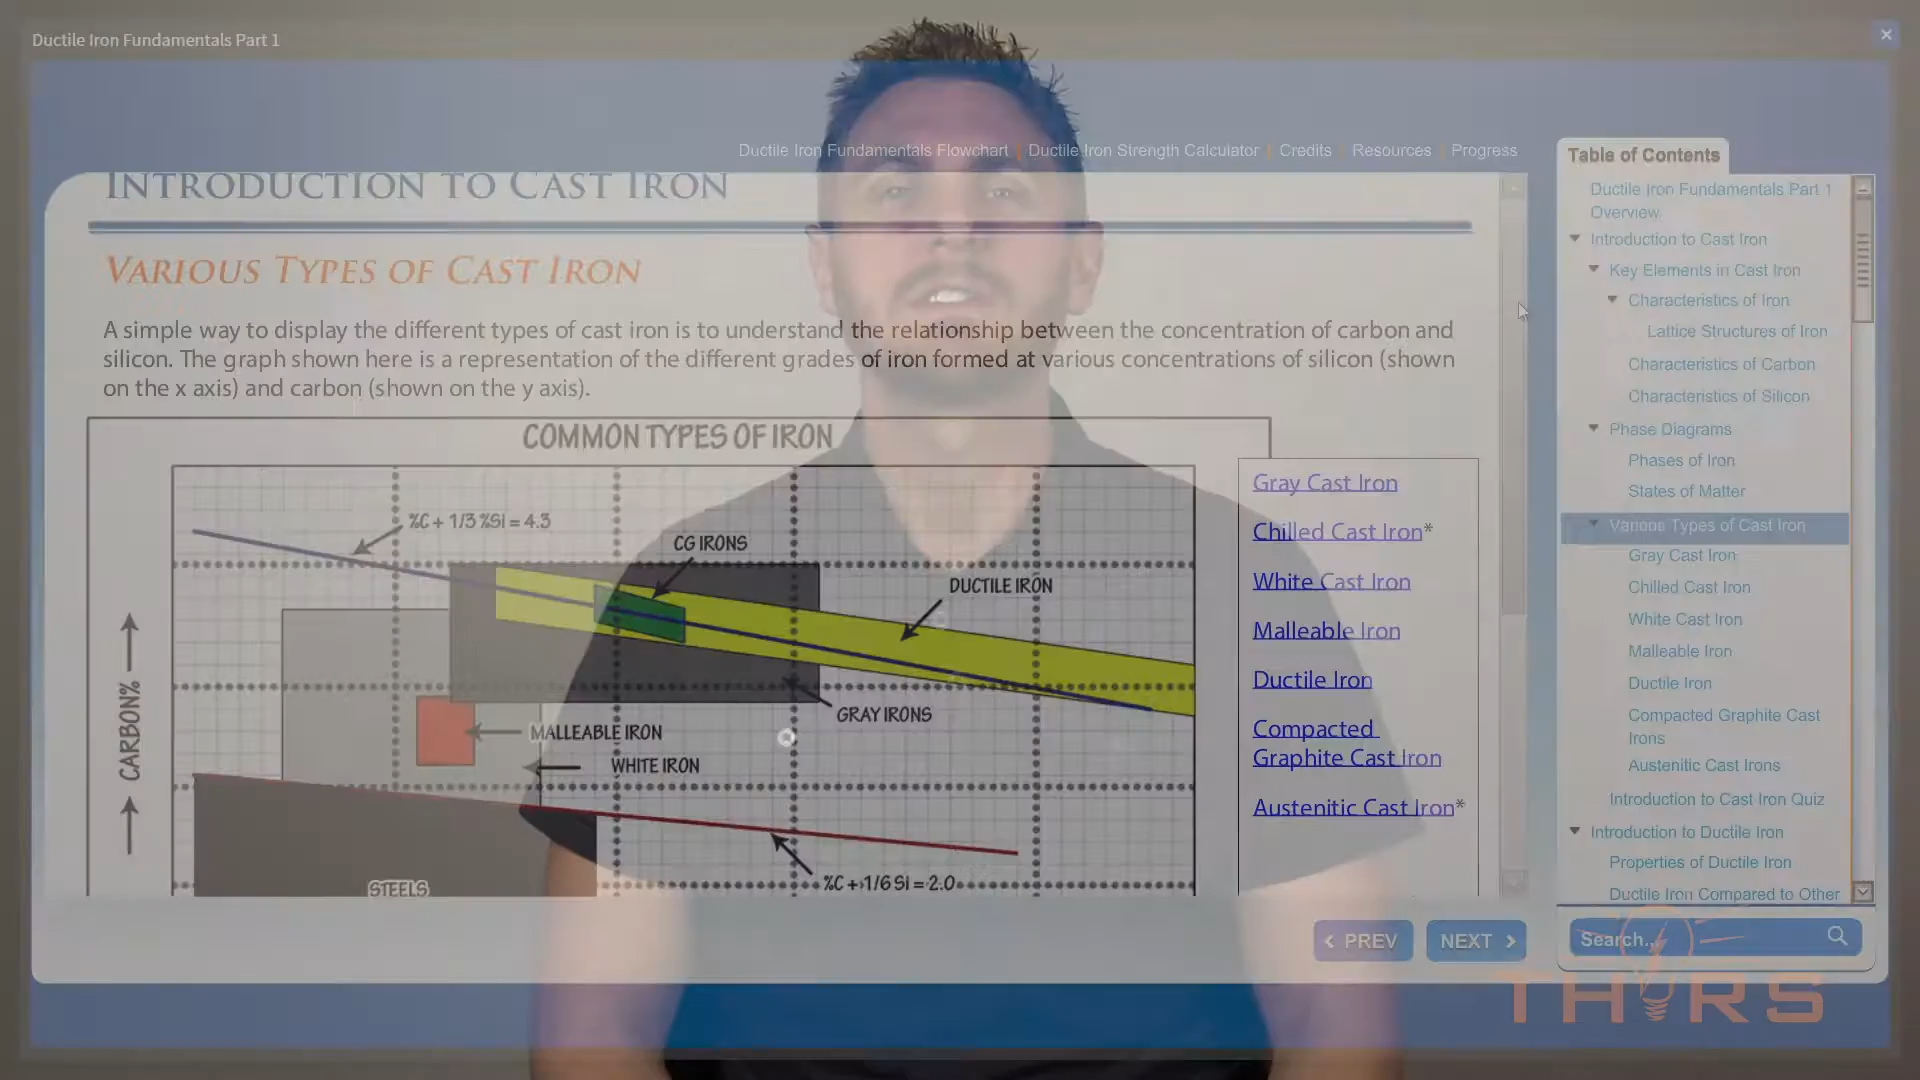 Ductile Iron Fundamentals Part 1
Ductile Iron Fundamentals Flowchart | Ductile Iron Strength Calculator | Credits | Resources | Progress
INTRODUCTION TO CAST IRON
VARIOUS TYPES OF CAST IRON
A simple way to display the different types of cast iron is to understand the relationship between the concentration of carbon and
silicon. The graph shown here is a representation of the different grades of iron formed at various concentrations of silicon (shown
on the x axis) and carbon (shown on the y axis).
COMMON TYPES OF IRON
%C + 1/3 %Si = 4.3
CG IRONS
DUCTILE IRON
GRAY IRONS
MALLEABLE IRON
WHITE IRON
CARBON%
%C + 1/6 Si = 2.0
STEELS
Gray Cast Iron
Chilled Cast Iron*
White Cast Iron
Malleable Iron
Ductile Iron
Compacted
Graphite Cast Iron
Austenitic Cast Iron*
PREV
NEXT
Table of Contents
Ductile Iron Fundamentals Part 1
Overview
Introduction to Cast Iron
Key Elements in Cast Iron
Characteristics of Iron
Lattice Structures of Iron
Characteristics of Carbon
Characteristics of Silicon
Phase Diagrams
Phases of Iron
States of Matter
Various Types of Cast Iron
Gray Cast Iron
Chilled Cast Iron
White Cast Iron
Malleable Iron
Ductile Iron
Compacted Graphite Cast
Irons
Austenitic Cast Irons
Introduction to Cast Iron Quiz
Introduction to Ductile Iron
Properties of Ductile Iron
Ductile Iron Compared to Other
Search...
THORS